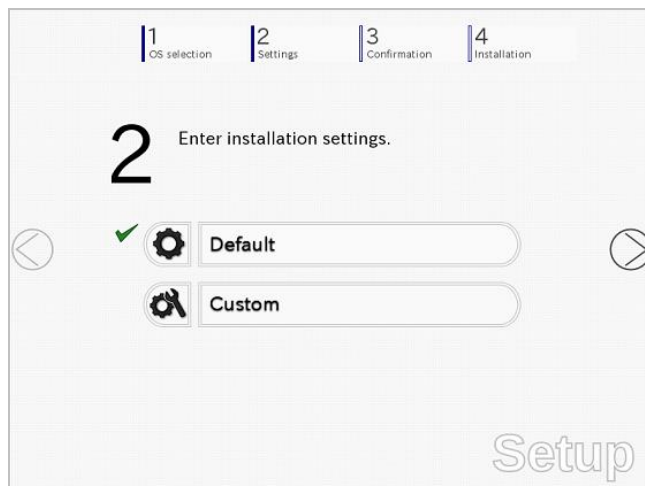 1 2 3 4
OS selection Settings Confirmation Installation
2 Enter installation settings.
Default
Custom
Setup